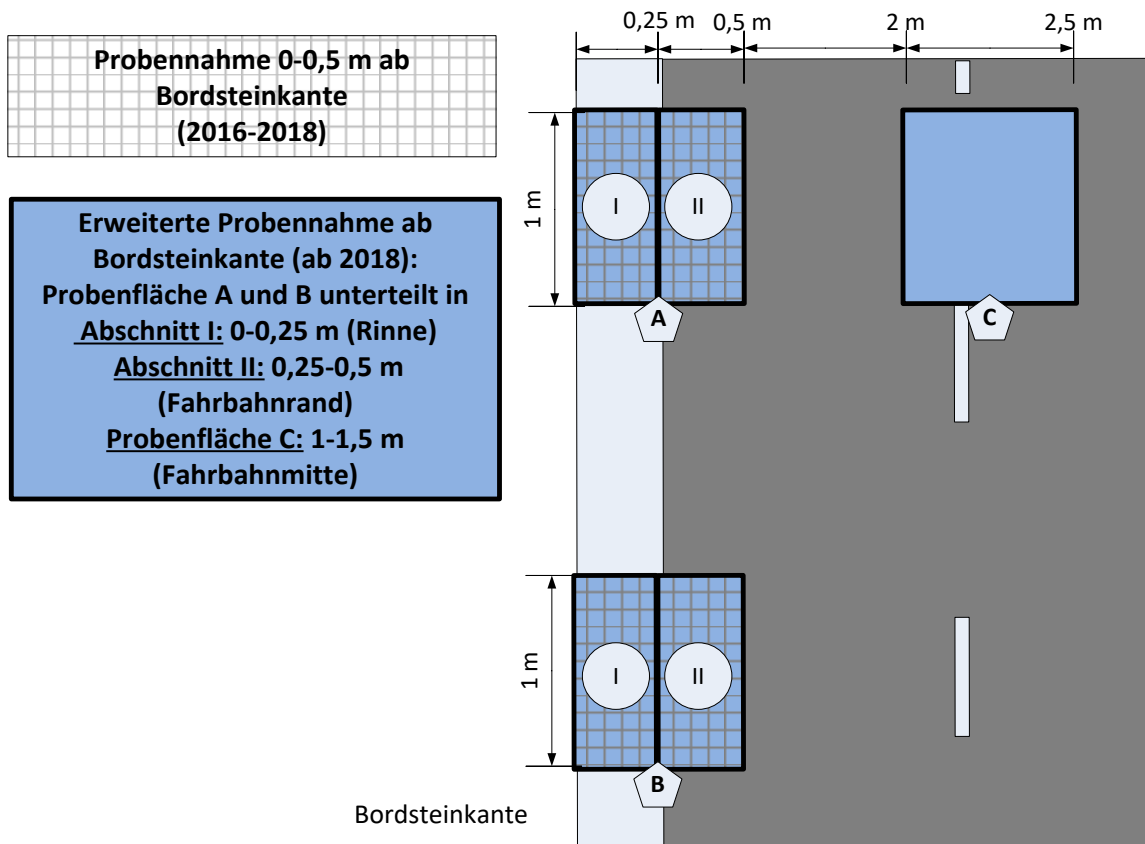 0,25 m
0,5 m
2 m
2,5 m
Probennahme 0-0,5 m ab
Bordsteinkante
(2016-2018)
Erweiterte Probennahme ab
Bordsteinkante (ab 2018):
Probenfläche A und B unterteilt in
Abschnitt I: 0-0,25 m (Rinne)
Abschnitt II: 0,25-0,5 m
(Fahrbahnrand)
Probenfläche C: 1-1,5 m
(Fahrbahnmitte)
1 m
I
II
A
C
1 m
I
II
B
Bordsteinkante